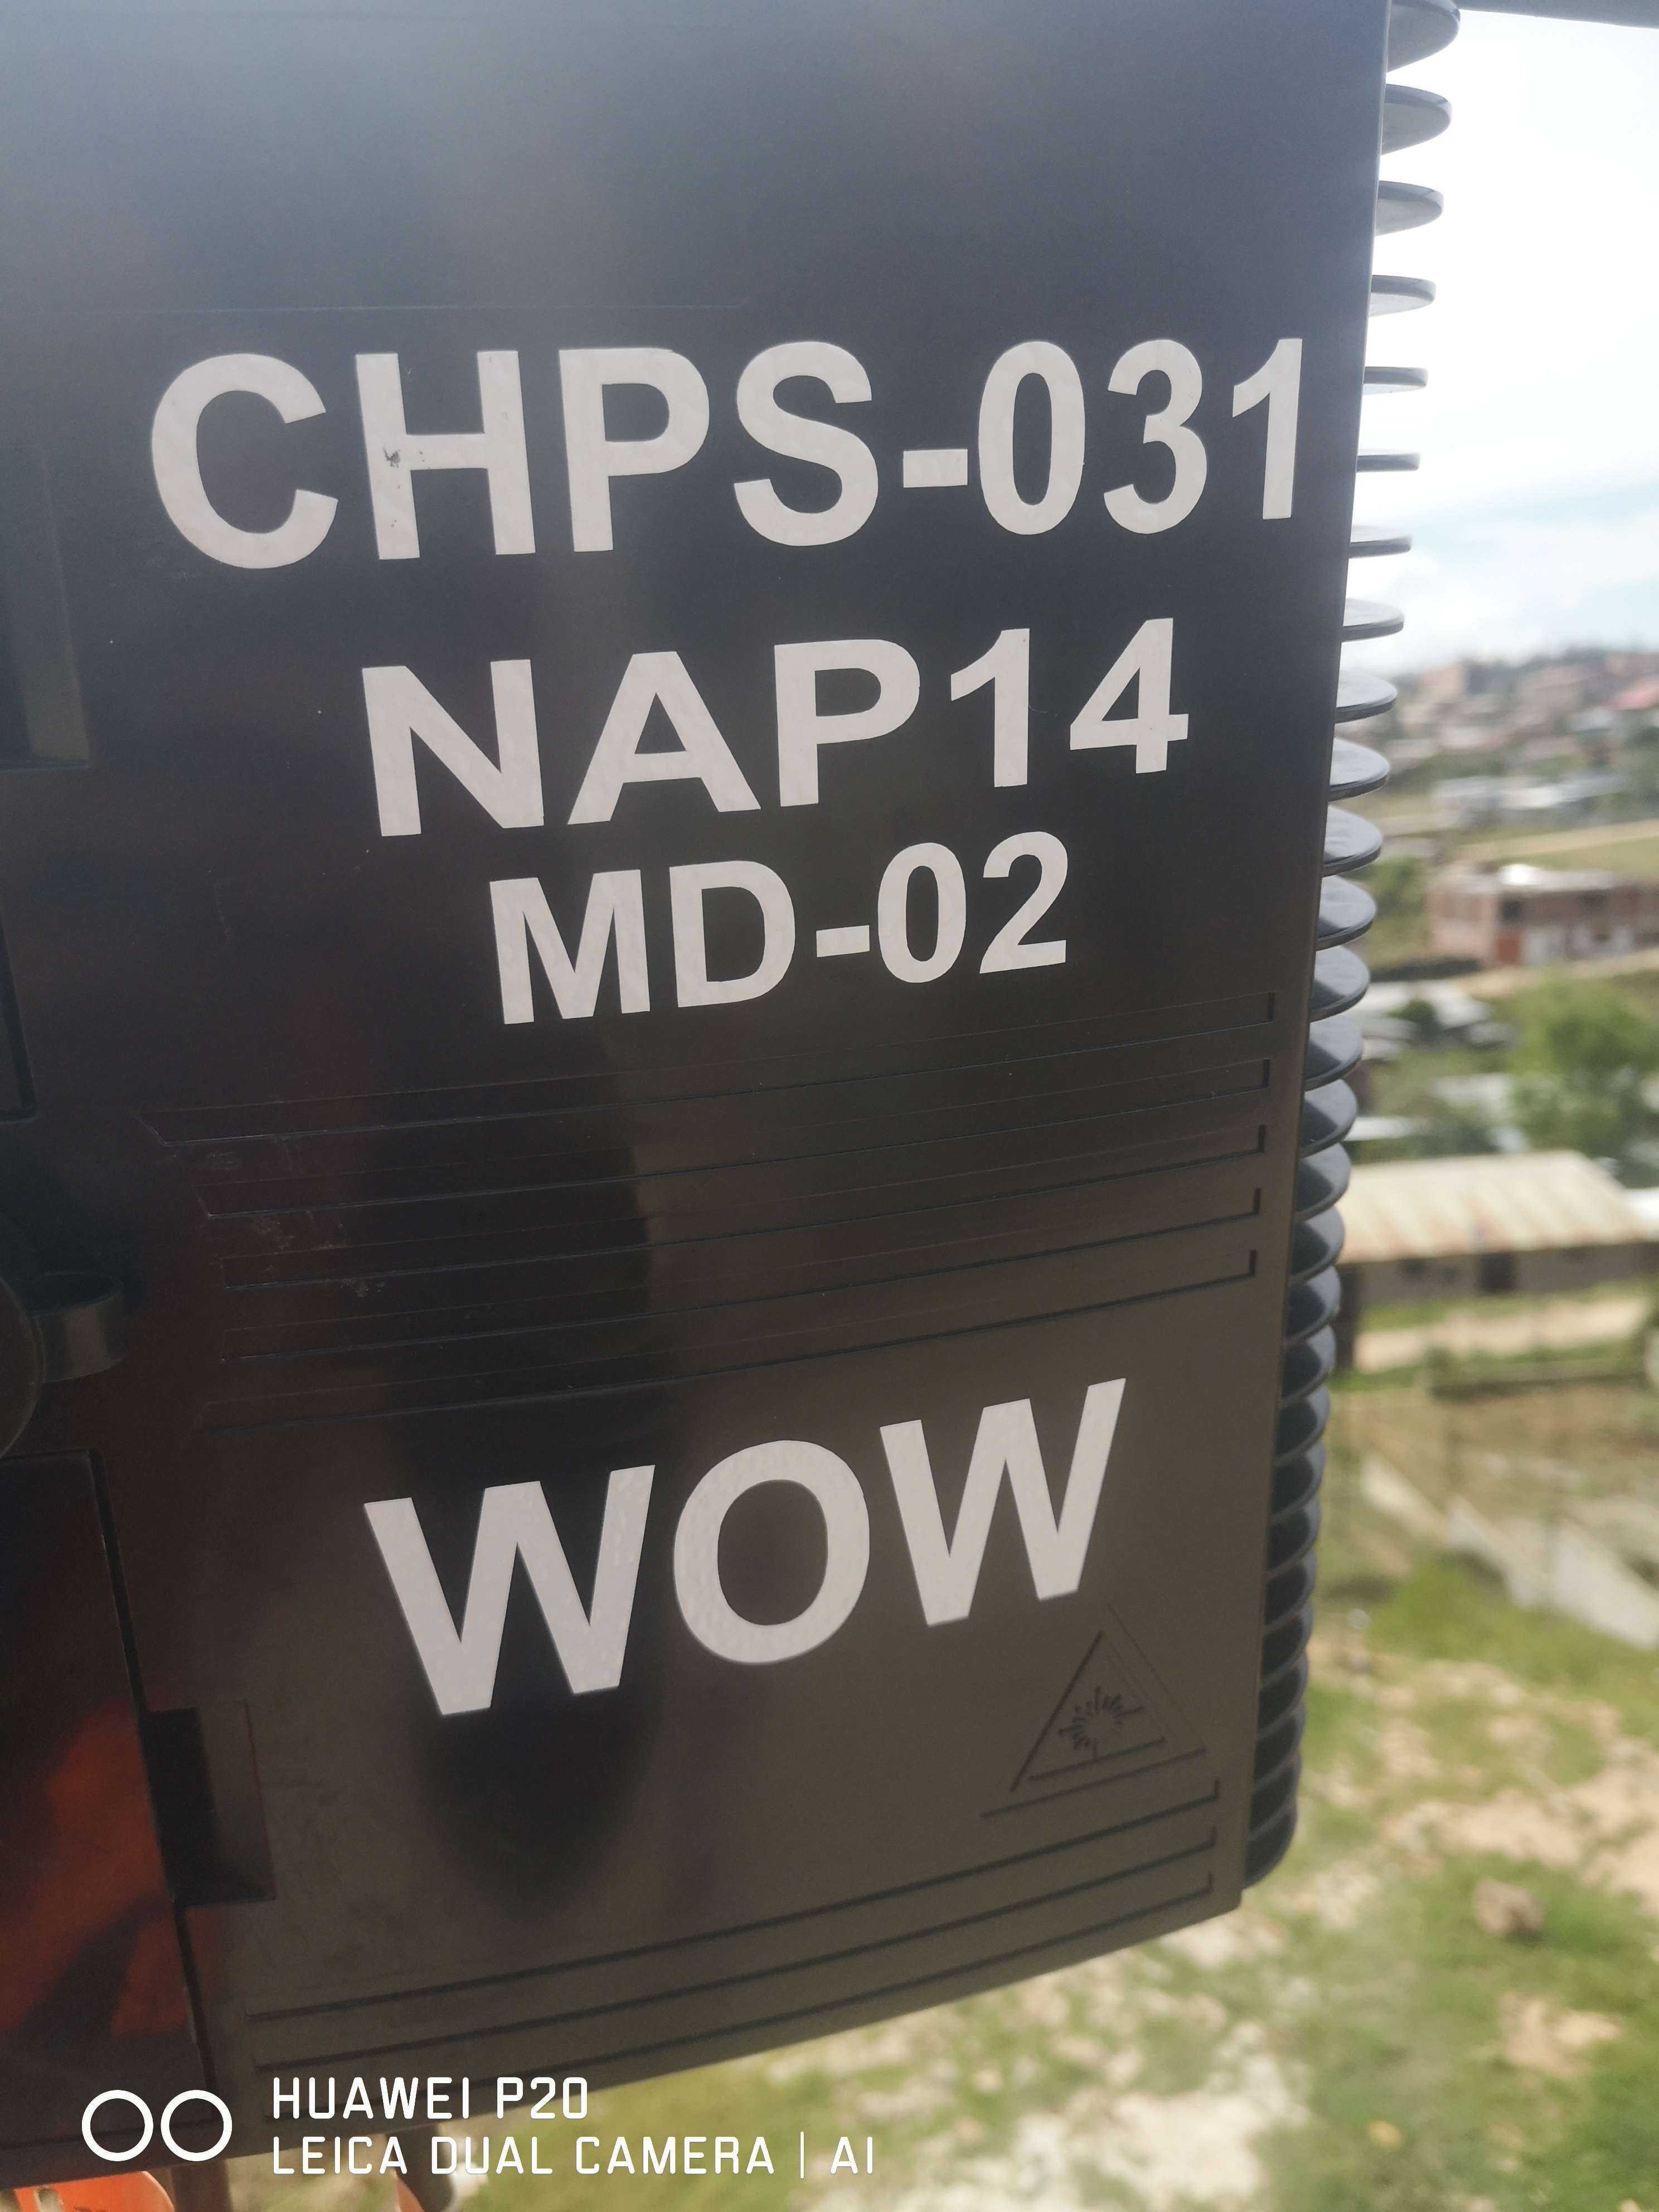 CHPS-031
NAP14
MD-02
WOW
HUAWEI P20
LEICA DUAL CAMERA | AI